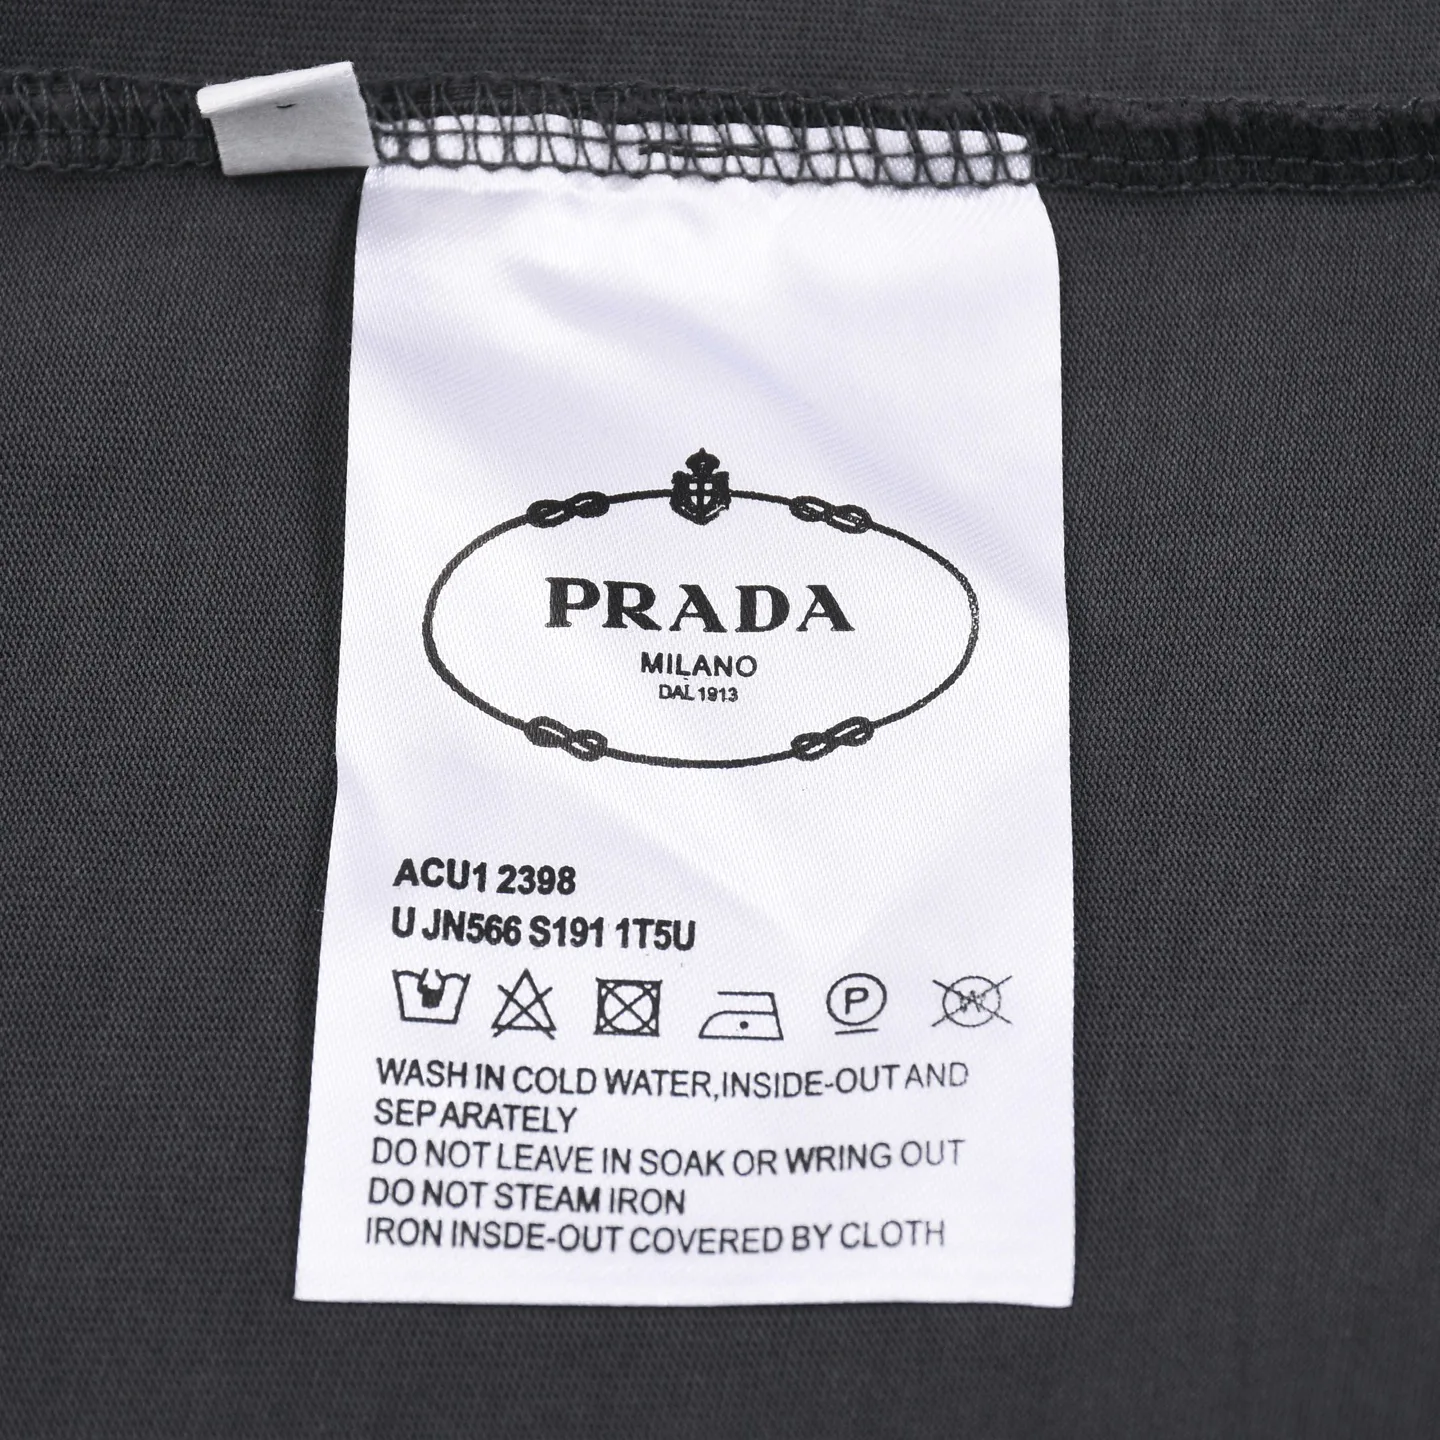 PRADA
MILANO
DAL 1913
ACU1 2398
U JN566 S191 1T5U
P
W
WASH IN COLD WATER,INSIDE-OUT AND
SEPARATELY
DO NOT LEAVE IN SOAK OR WRING OUT
DO NOT STEAM IRON
IRON INSDE-OUT COVERED BY CLOTH